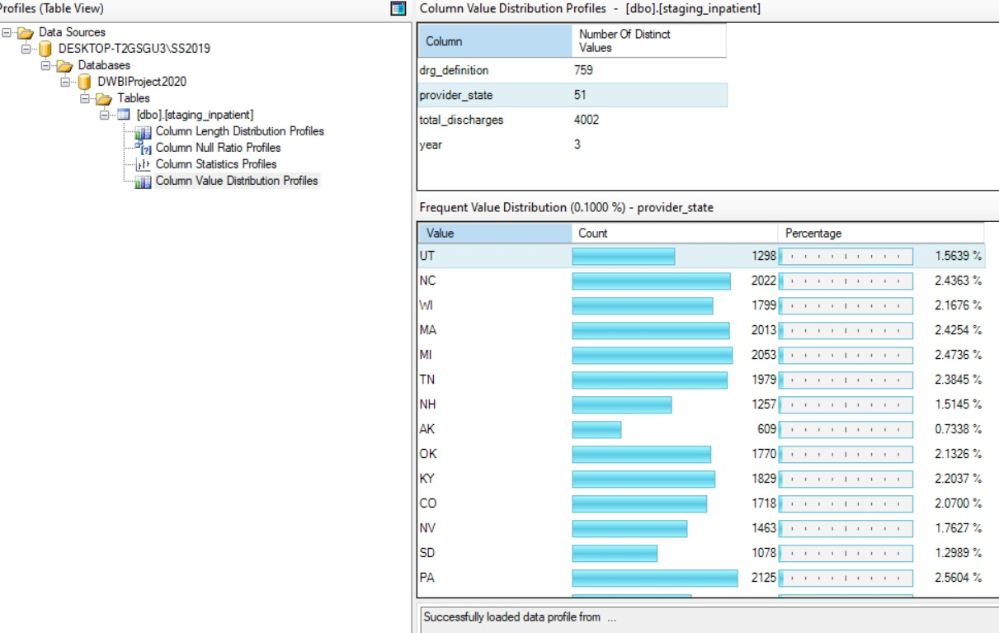 Profiles (Table View)
Data Sources
DESKTOP-T2GSGU3\SS2019
Databases
DWBIProject2020
Tables
[dbo].[staging_inpatient]
Column Length Distribution Profiles
Column Null Ratio Profiles
Column Statistics Profiles
Column Value Distribution Profiles
Column Value Distribution Profiles - [dbo].[staging_inpatient]
Column Number Of Distinct
Values
drg_definition 759
provider_state 51
total_discharges 4002
year 3
Frequent Value Distribution (0.1000 %) - provider_state
Value Count Percentage
UT 1298 1.5639 %
NC 2022 2.4363 %
WI 1799 2.1676 %
MA 2013 2.4254 %
MI 2053 2.4736 %
TN 1979 2.3845 %
NH 1257 1.5145 %
AK 609 0.7338 %
OK 1770 2.1326 %
KY 1829 2.2037 %
CO 1718 2.0700 %
NV 1463 1.7627 %
SD 1078 1.2989 %
PA 2125 2.5604 %
Successfully loaded data profile from ...